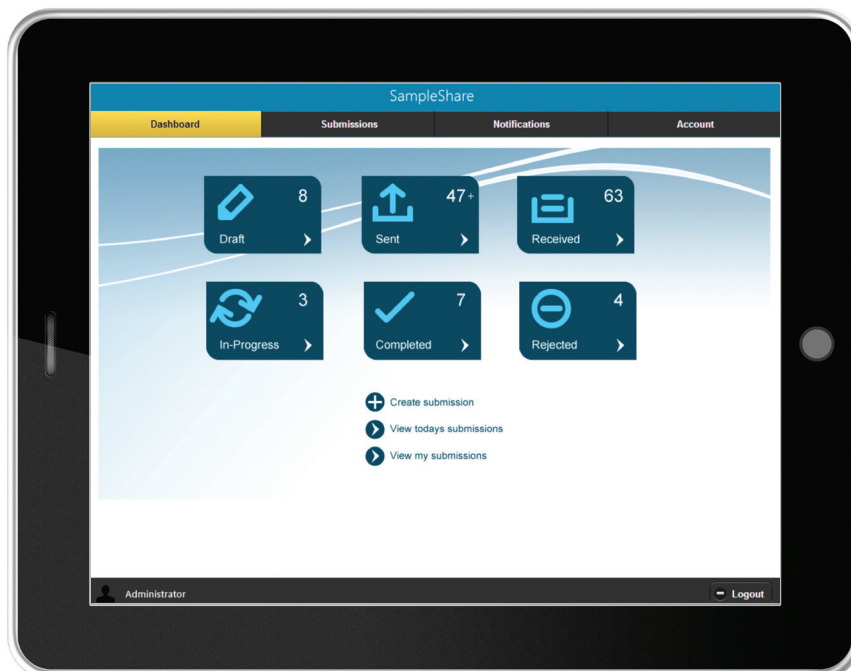 SampleShare
Dashboard Submissions Notifications Account
8 47+ 63
Draft Sent Received
3 7 4
In-Progress Completed Rejected
Create submission
View todays submissions
View my submissions
Administrator Logout